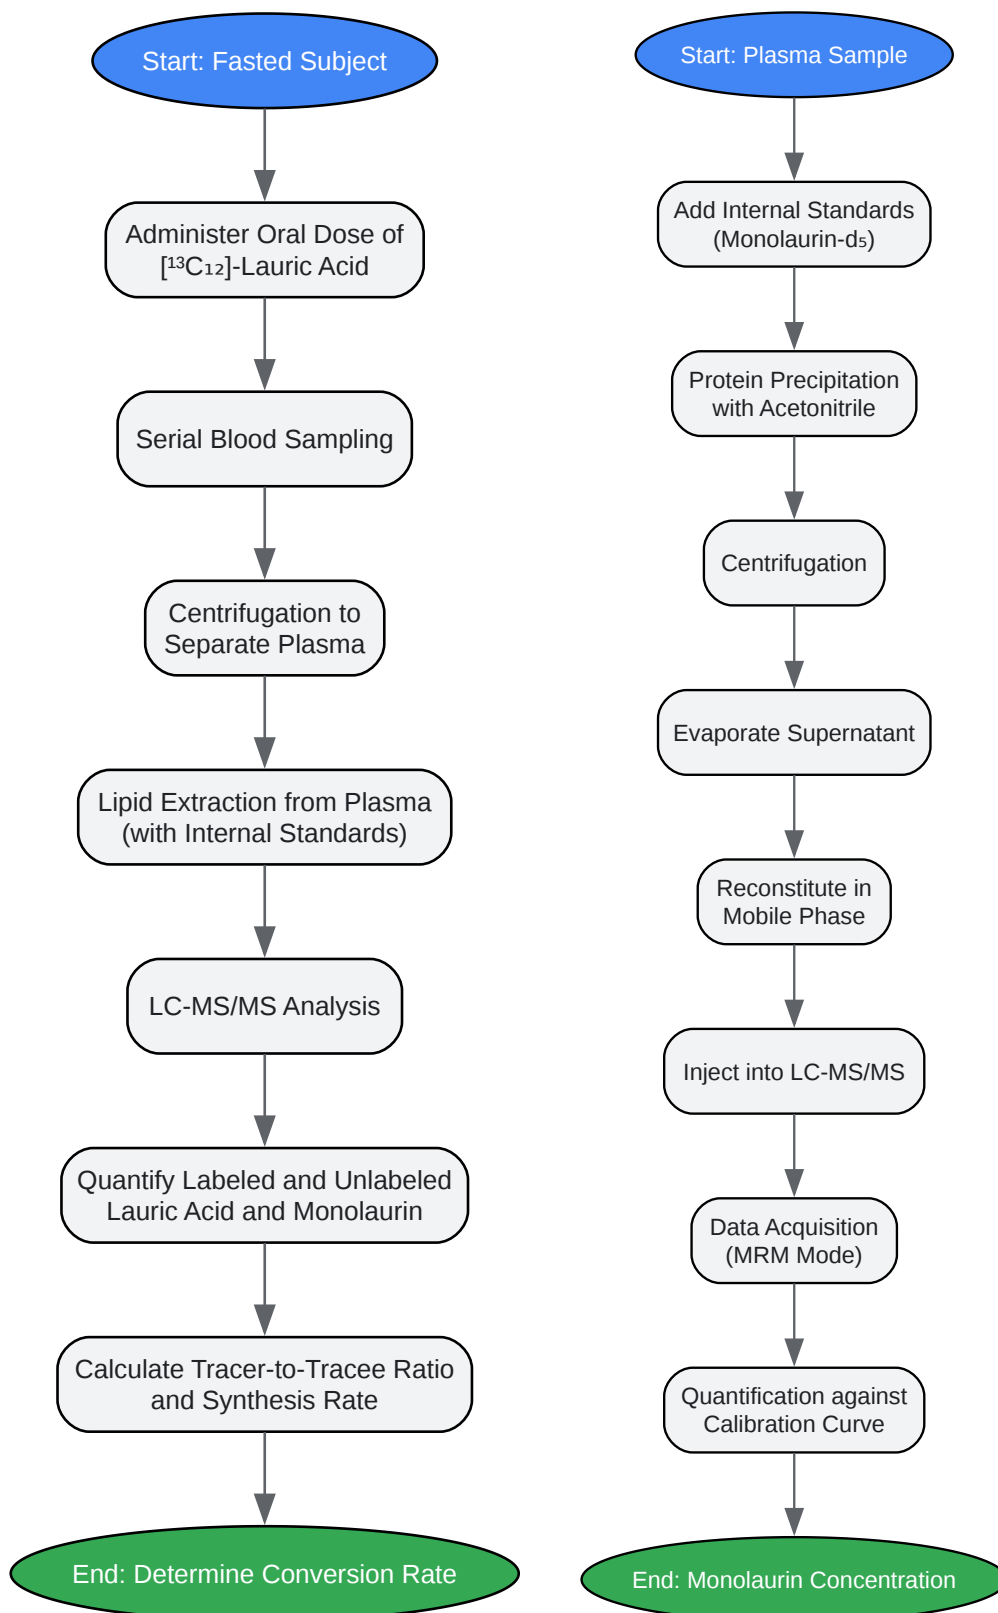 Start: Fasted Subject
Administer Oral Dose of
[¹³C₁₂]-Lauric Acid
Serial Blood Sampling
Centrifugation to
Separate Plasma
Lipid Extraction from Plasma
(with Internal Standards)
LC-MS/MS Analysis
Quantify Labeled and Unlabeled
Lauric Acid and Monolaurin
Calculate Tracer-to-Tracee Ratio
and Synthesis Rate
End: Determine Conversion Rate
Start: Plasma Sample
Add Internal Standards
(Monolaurin-d₅)
Protein Precipitation
with Acetonitrile
Centrifugation
Evaporate Supernatant
Reconstitute in
Mobile Phase
Inject into LC-MS/MS
Data Acquisition
(MRM Mode)
Quantification against
Calibration Curve
End: Monolaurin Concentration